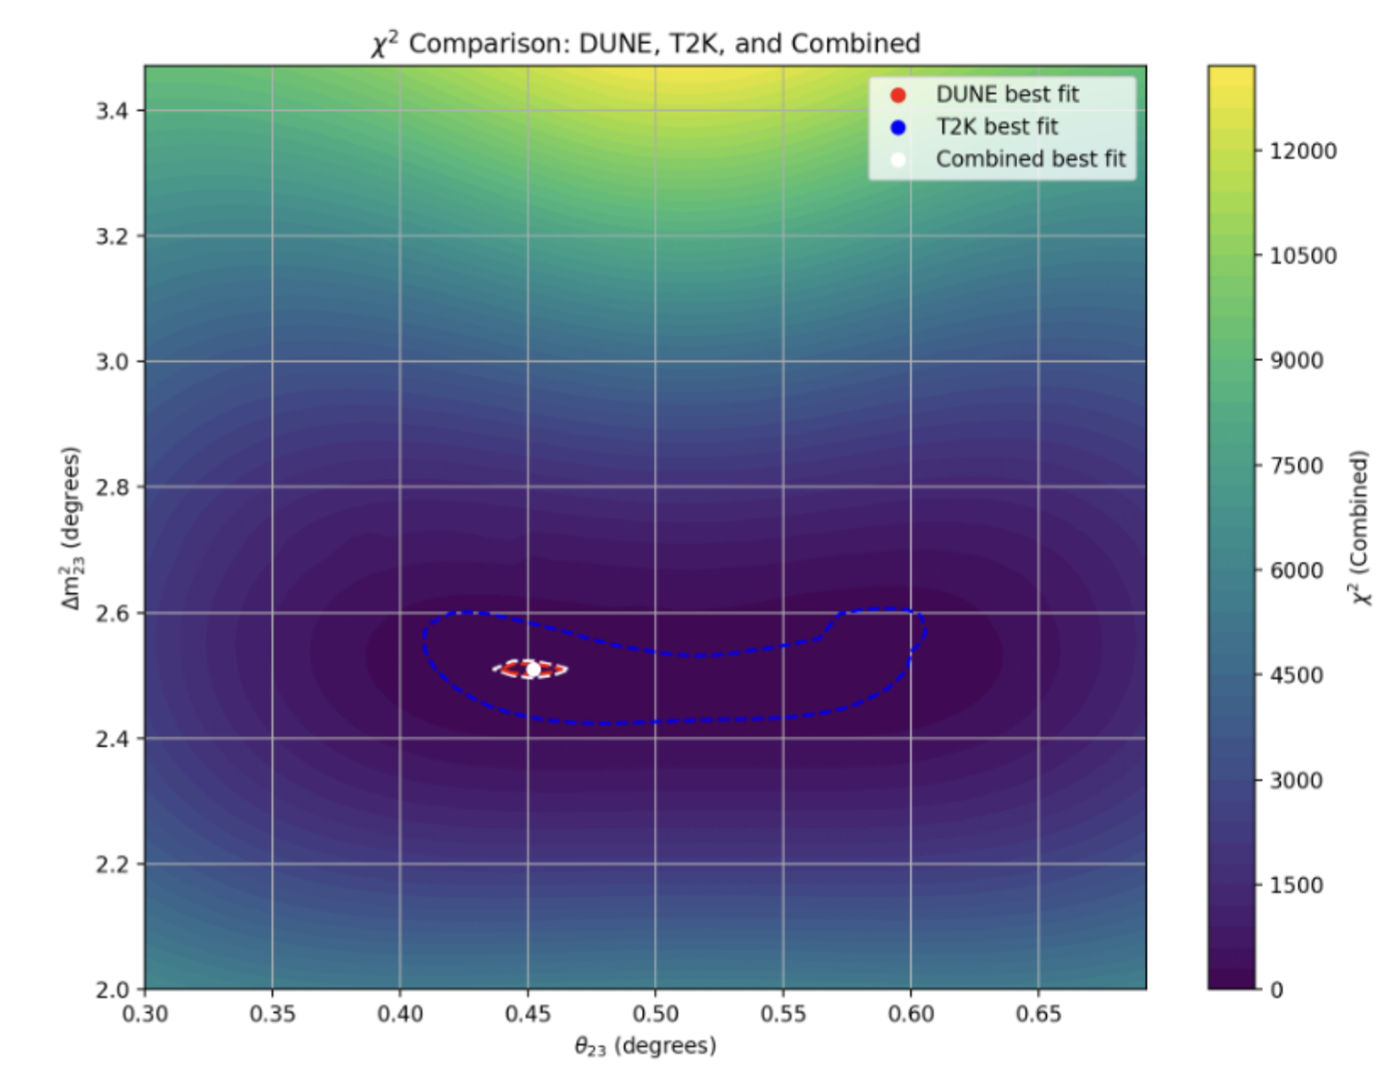 χ² Comparison: DUNE, T2K, and Combined
DUNE best fit
T2K best fit
Combined best fit
3.4
3.2
3.0
2.8
2.6
2.4
2.2
2.0
Δm²₂₃ (degrees)
0.30 0.35 0.40 0.45 0.50 0.55 0.60 0.65
θ₂₃ (degrees)
12000
10500
9000
7500
6000
4500
3000
1500
0
χ² (Combined)